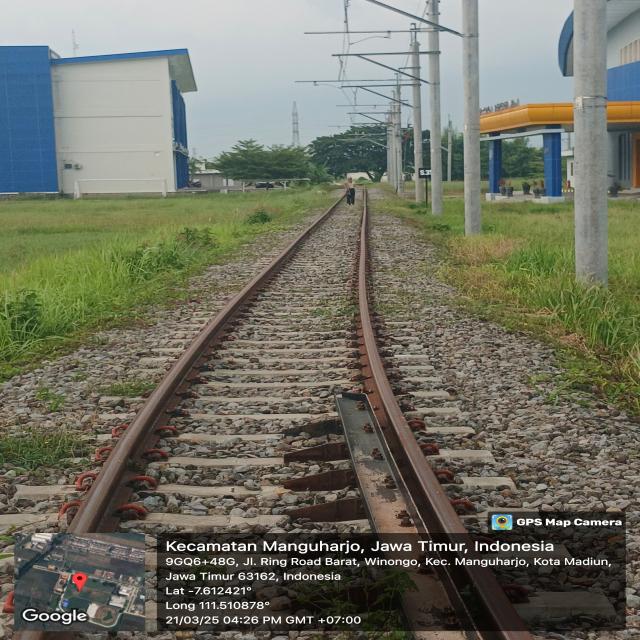 GPS Map Camera
Kecamatan Manguharjo, Jawa Timur, Indonesia
9GQ6+48G, Jl. Ring Road Barat, Winongo, Kec. Manguharjo, Kota Madiun,
Jawa Timur 63162, Indonesia
Lat -7.612421°
Long 111.510878°
21/03/25 04:26 PM GMT +07:00
Google